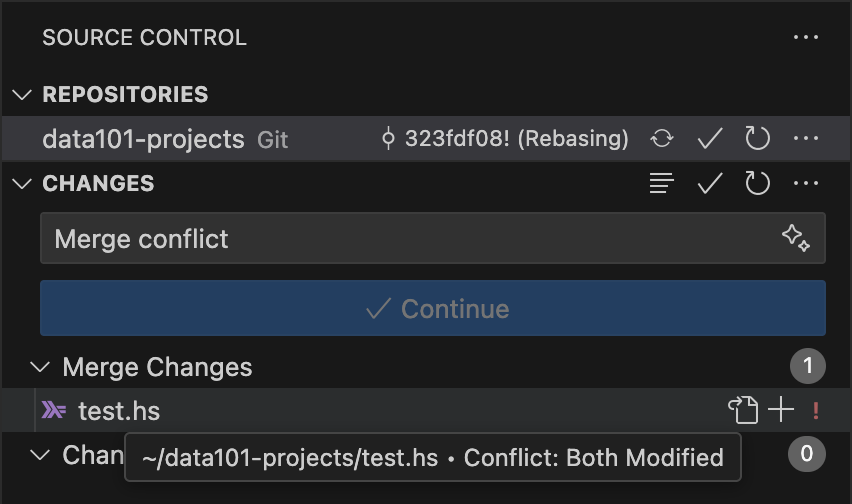 SOURCE CONTROL
REPOSITORIES
data101-projects Git 323fdf08! (Rebasing)
CHANGES
Merge conflict
Continue
Merge Changes 1
test.hs !
Chan 0
~/data101-projects/test.hs • Conflict: Both Modified